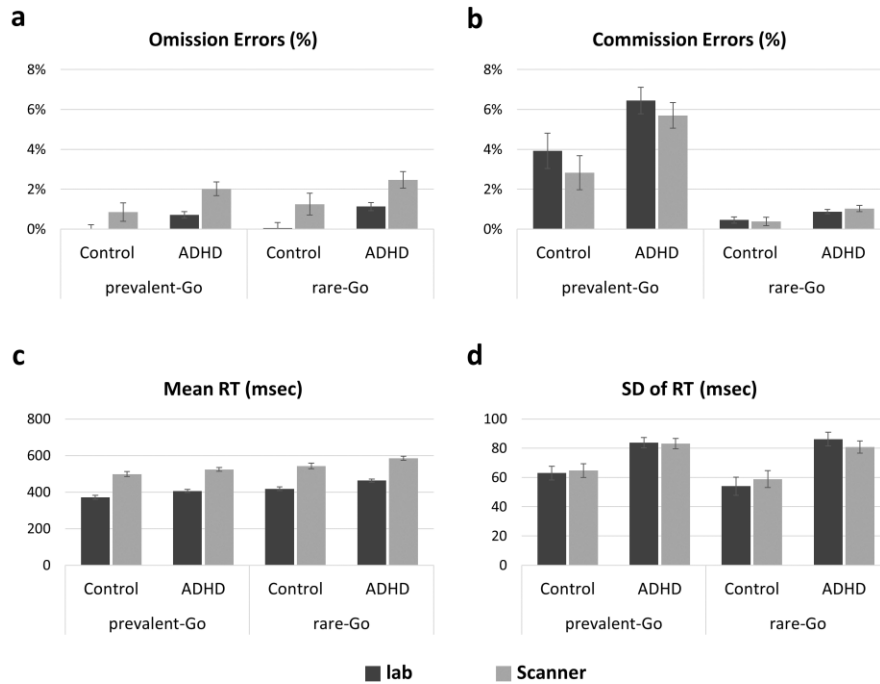 a
Omission Errors (%)
8%
6%
4%
2%
0%
Control ADHD Control ADHD
prevalent-Go rare-Go
b
Commission Errors (%)
8%
6%
4%
2%
0%
Control ADHD Control ADHD
prevalent-Go rare-Go
c
Mean RT (msec)
800
600
400
200
0
Control ADHD Control ADHD
prevalent-Go rare-Go
d
SD of RT (msec)
100
80
60
40
20
0
Control ADHD Control ADHD
prevalent-Go rare-Go
lab Scanner